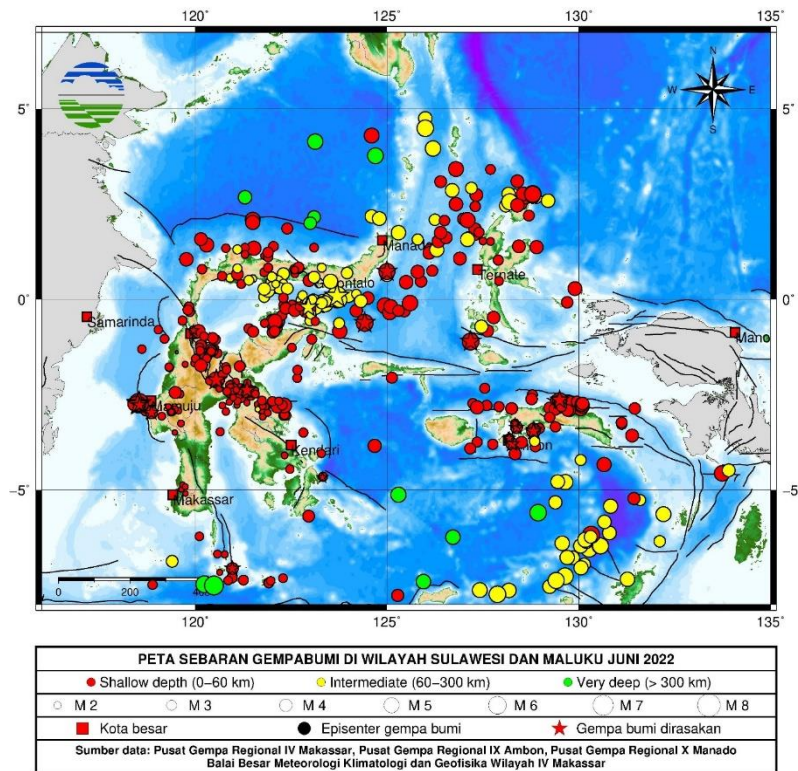 120° 125° 130° 135°
N
W E
S
5°
5°
Manado
Gorontalo
Ternate
0°
0°
Samarinda
Mano
Mamuju
Kendari
Makassar
−5°
−5°
0 200 400
120° 125° 130° 135°
PETA SEBARAN GEMPABUMI DI WILAYAH SULAWESI DAN MALUKU JUNI 2022
Shallow depth (0−60 km) Intermediate (60−300 km) Very deep (> 300 km)
M 2 M 3 M 4 M 5 M 6 M 7 M 8
Kota besar Episenter gempa bumi Gempa bumi dirasakan
Sumber data: Pusat Gempa Regional IV Makassar, Pusat Gempa Regional IX Ambon, Pusat Gempa Regional X Manado
Balai Besar Meteorologi Klimatologi dan Geofisika Wilayah IV Makassar